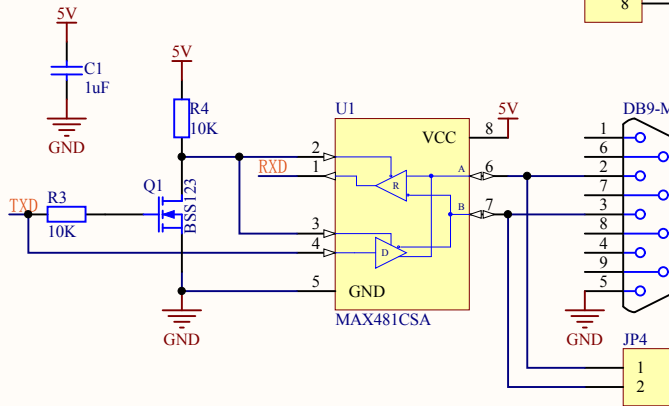 8
5V
C1
1uF
GND
5V
R4
10K
U1
VCC
8
5V
DB9-M
2
1
RXD
R
A
6
B
7
TXD
R3
10K
Q1
BSS123
3
4
D
5
GND
MAX481CSA
GND
1
6
2
7
3
8
4
9
5
GND
JP4
1
2